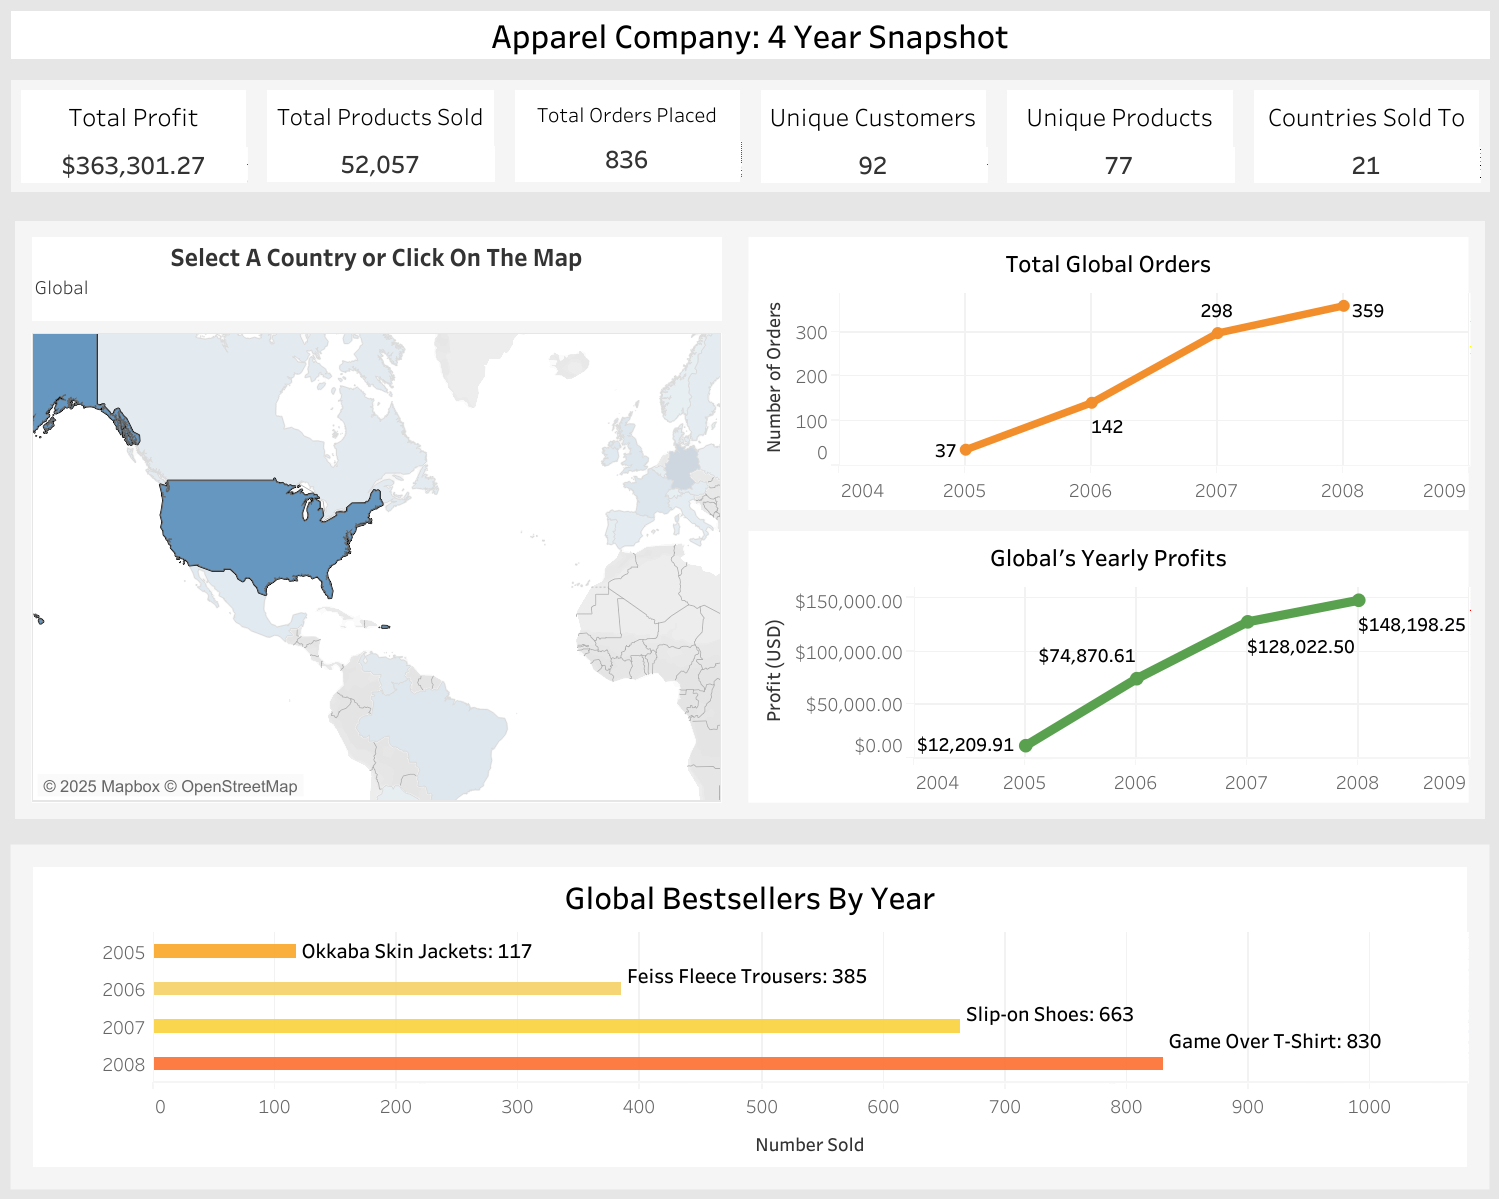 Apparel Company: 4 Year Snapshot
Total Profit
$363,301.27
Total Products Sold
52,057
Total Orders Placed
836
Unique Customers
92
Unique Products
77
Countries Sold To
21
Select A Country or Click On The Map
Global
© 2025 Mapbox © OpenStreetMap
Total Global Orders
Number of Orders
300
200
100
0
37
142
298
359
2004
2005
2006
2007
2008
2009
Global's Yearly Profits
Profit (USD)
$150,000.00
$100,000.00
$50,000.00
$0.00
$12,209.91
$74,870.61
$128,022.50
$148,198.25
2004
2005
2006
2007
2008
2009
Global Bestsellers By Year
2005
Okkaba Skin Jackets: 117
2006
Feiss Fleece Trousers: 385
2007
Slip-on Shoes: 663
2008
Game Over T-Shirt: 830
0
100
200
300
400
500
600
700
800
900
1000
Number Sold